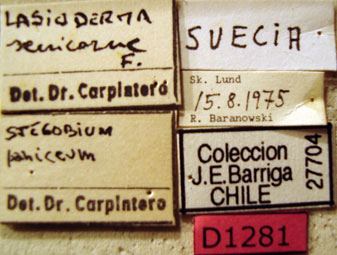 LASIODERMA
serricorne
F.
Det. Dr. Carpintero
STEGOBIUM
paniceum
Det. Dr. Carpintero
SUECIA
Sk. Lund
15.8.1975
R. Baranowski
Coleccion
J.E. Barriga
CHILE
27704
D1281